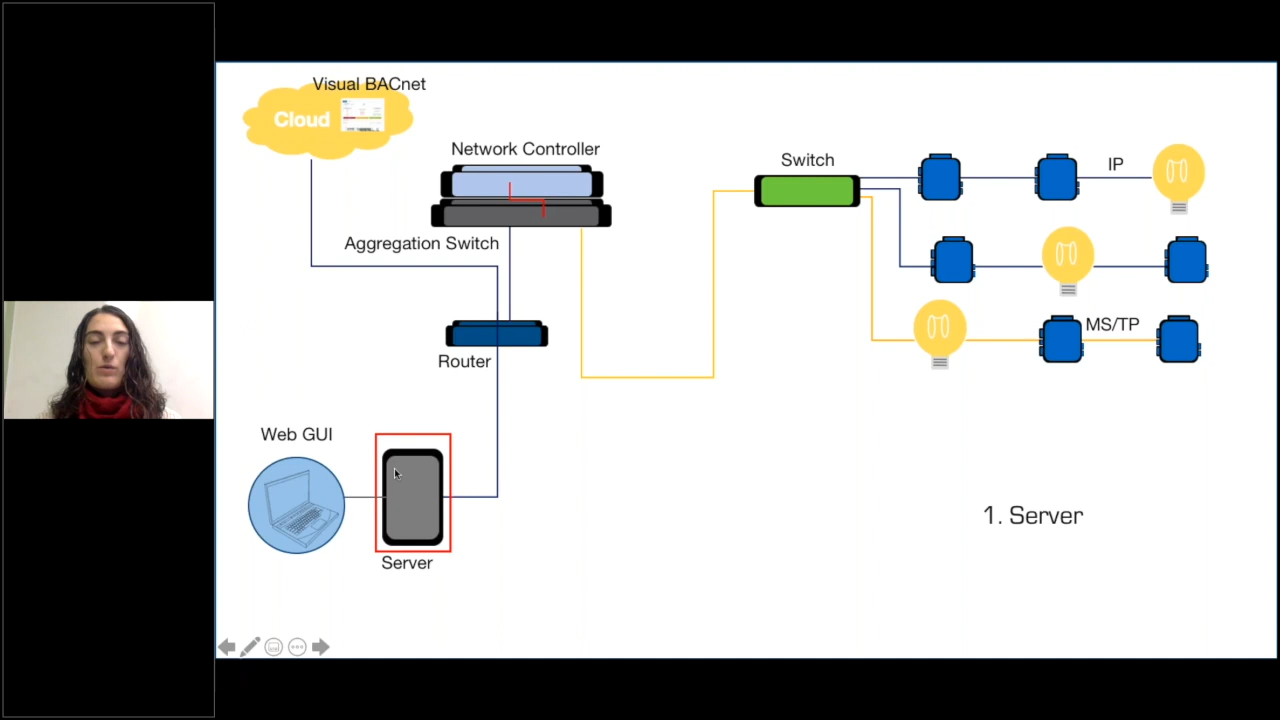 Visual BACnet
Cloud
Network Controller
Aggregation Switch
Router
Web GUI
Server
Switch
IP
MS/TP
1. Server